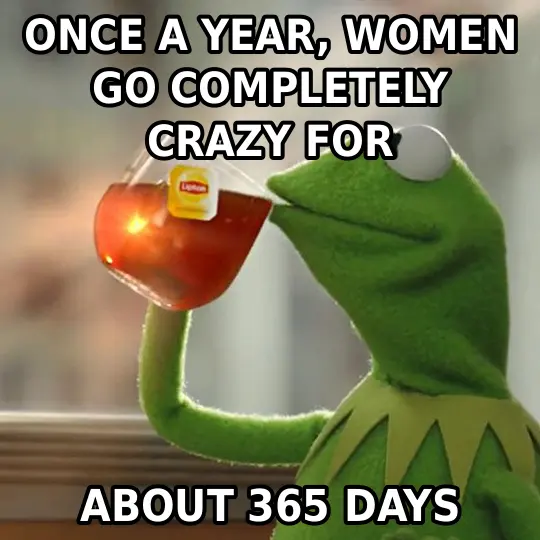 ONCE A YEAR, WOMEN
GO COMPLETELY
CRAZY FOR
Lipton
ABOUT 365 DAYS